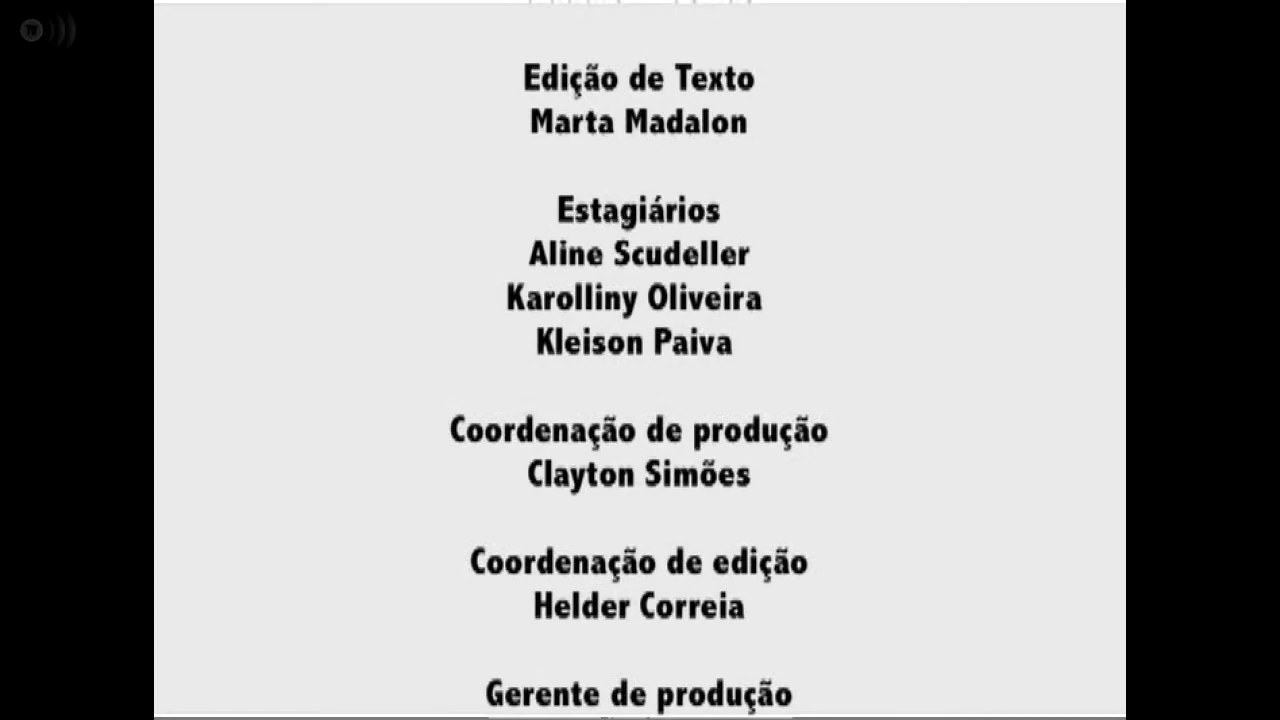 Edição de Texto
Marta Madalon
Estagiários
Aline Scudeller
Karolliny Oliveira
Kleison Paiva
Coordenação de produção
Clayton Simões
Coordenação de edição
Helder Correia
Gerente de produção